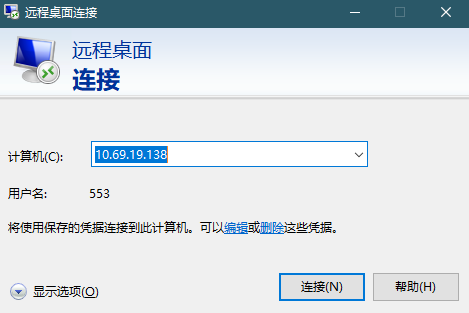 远程桌面连接
远程桌面
连接
计算机(C): 10.69.19.138
用户名: 553
将使用保存的凭据连接到此计算机。可以编辑或删除这些凭据。
显示选项(O) 连接(N) 帮助(H)